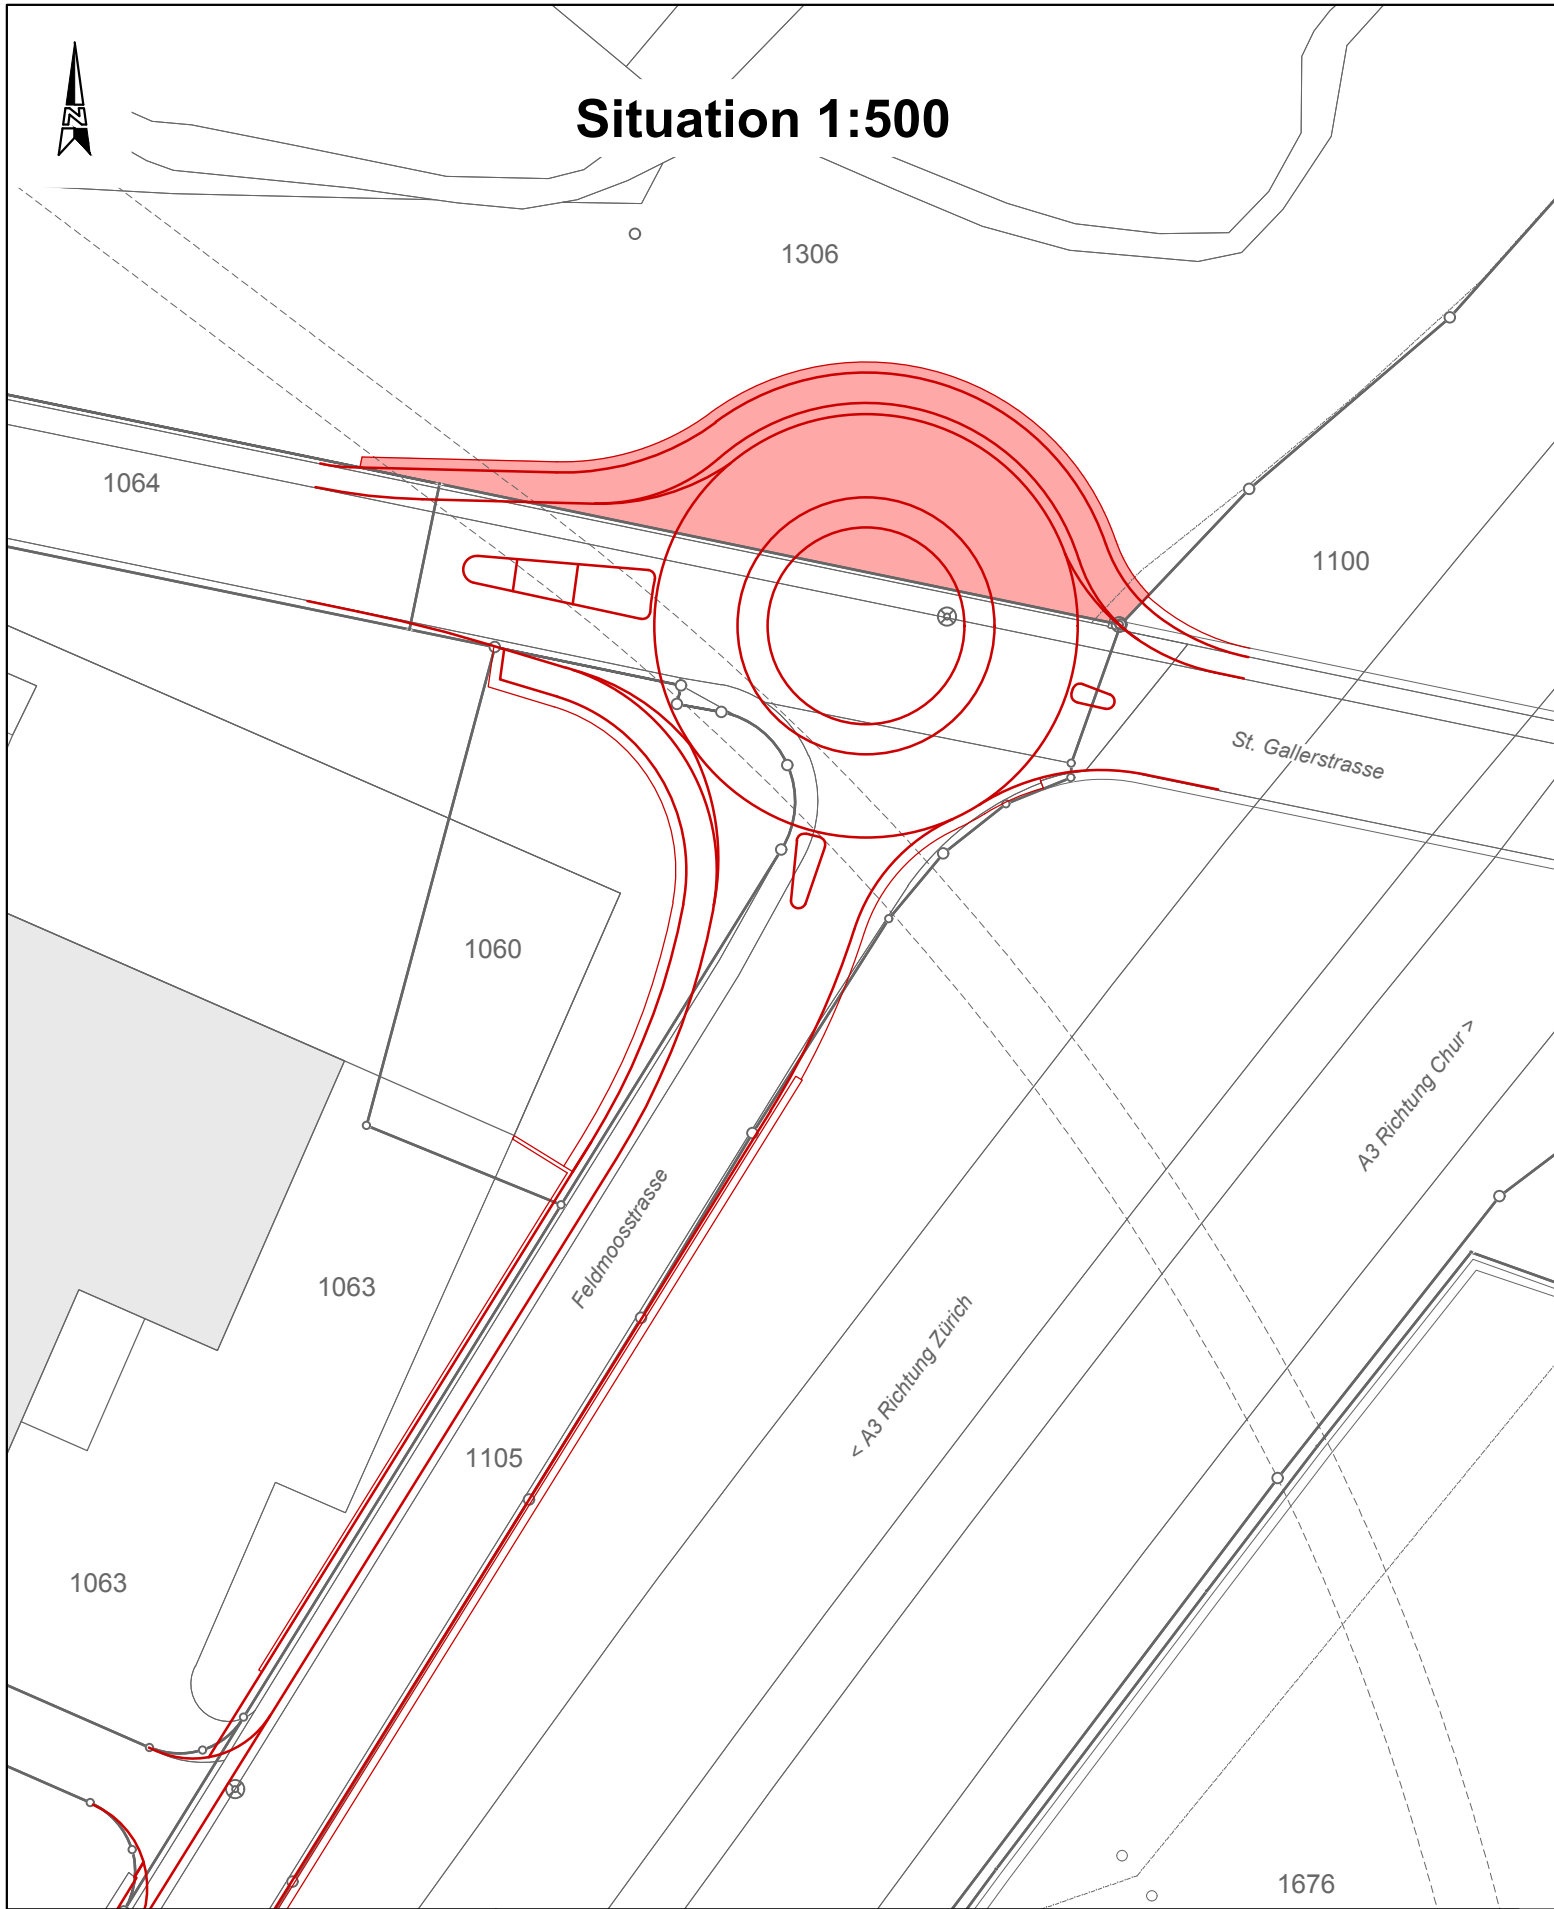 N
Situation 1:500
1306
1064
1100
St. Gallerstrasse
1060
A3 Richtung Chur >
Feldmoosstrasse
1063
< A3 Richtung Zürich
1105
1063
1676